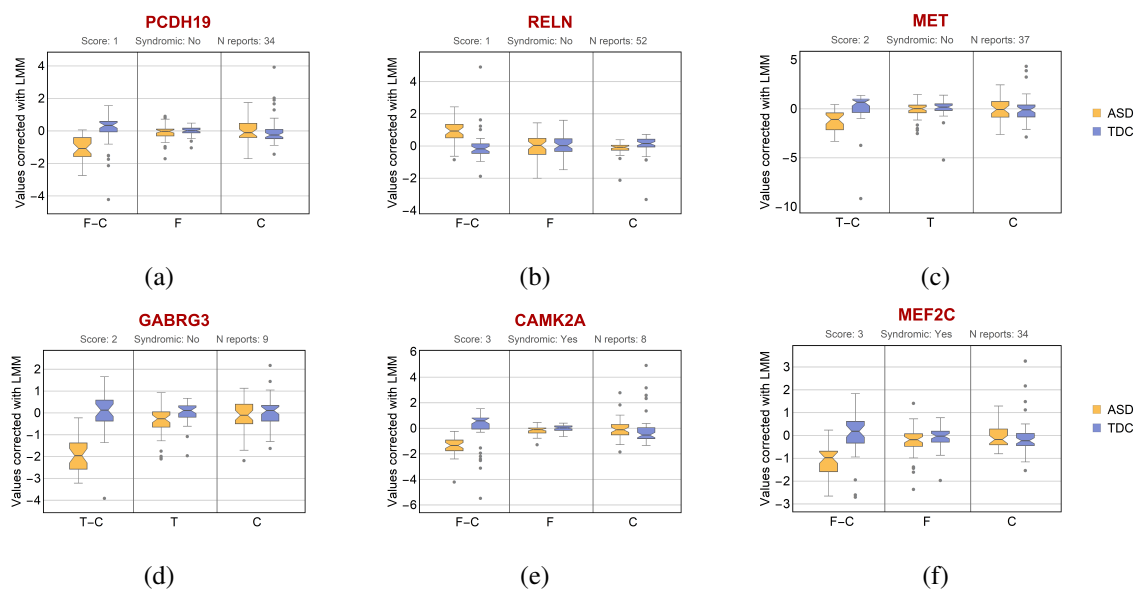 PCDH19
Score: 1 Syndromic: No N reports: 34
Values corrected with LMM
4
2
0
−2
−4
F−C F C
(a)
RELN
Score: 1 Syndromic: No N reports: 52
Values corrected with LMM
6
4
2
0
−2
−4
F−C F C
(b)
MET
Score: 2 Syndromic: No N reports: 37
Values corrected with LMM
5
0
−5
−10
T−C T C
(c)
ASD
TDC
GABRG3
Score: 2 Syndromic: No N reports: 9
Values corrected with LMM
2
1
0
−1
−2
−3
−4
T−C T C
(d)
CAMK2A
Score: 3 Syndromic: Yes N reports: 8
Values corrected with LMM
6
4
2
0
−2
−4
−6
F−C F C
(e)
MEF2C
Score: 3 Syndromic: Yes N reports: 34
Values corrected with LMM
3
2
1
0
−1
−2
−3
F−C F C
(f)
ASD
TDC